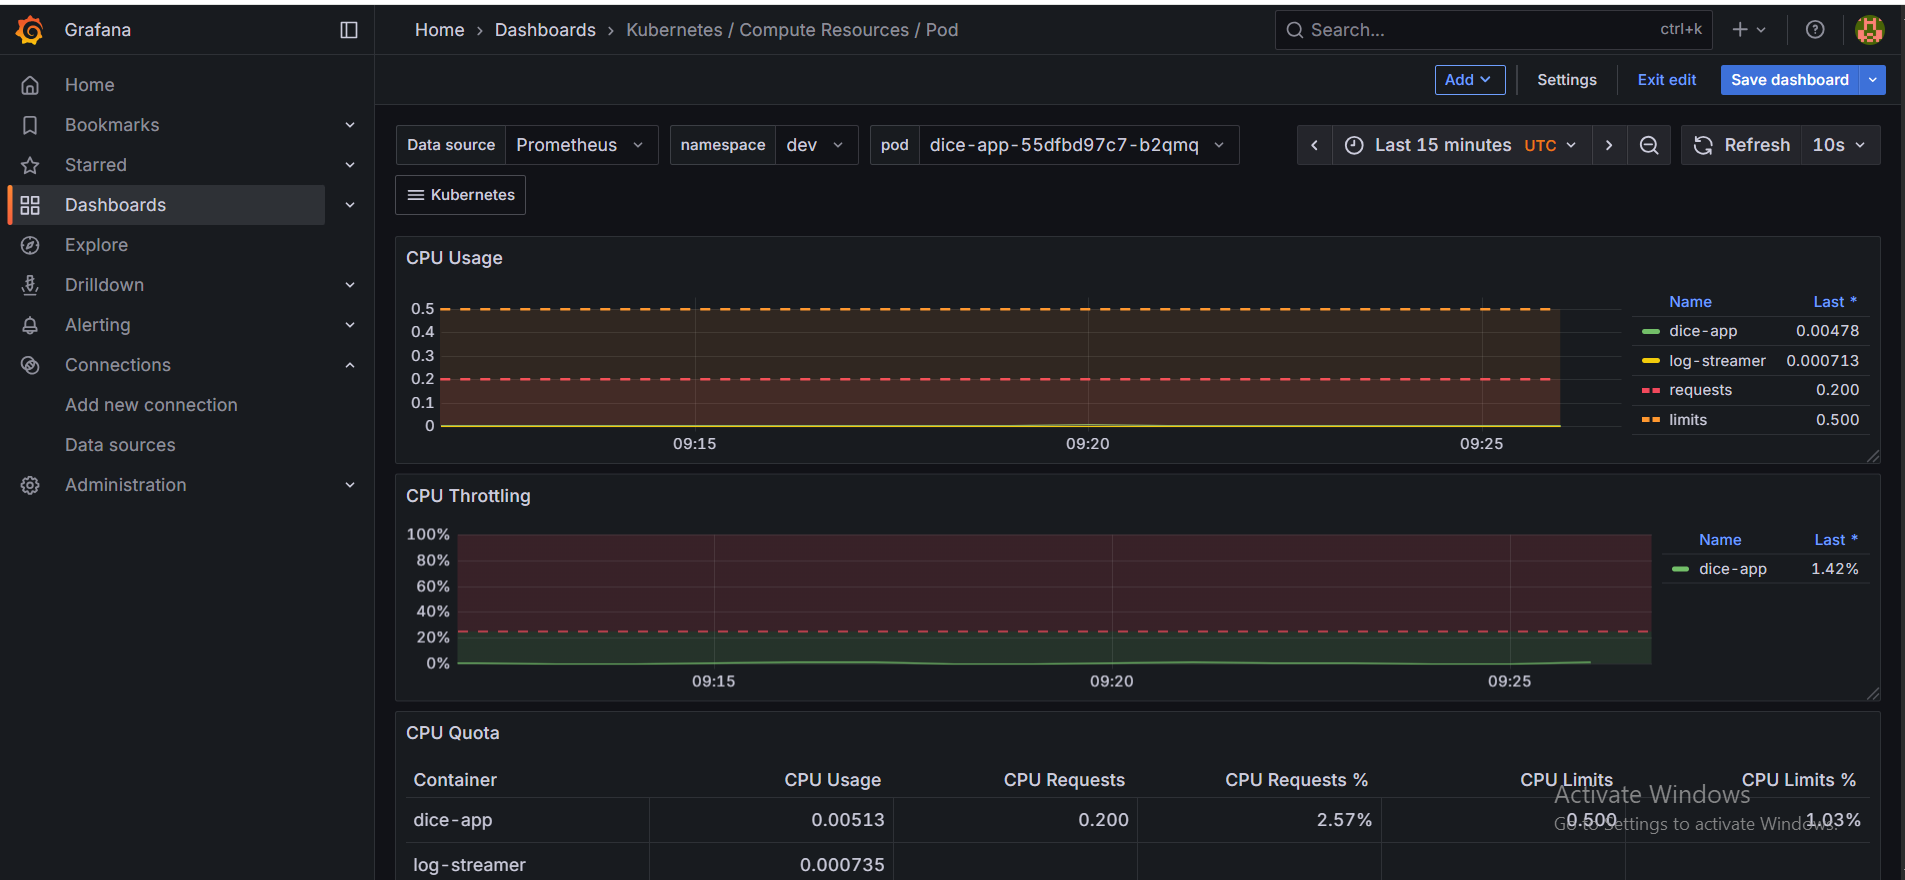 Grafana
Home › Dashboards › Kubernetes / Compute Resources / Pod
Search...
ctrl+k
Home
Bookmarks
Starred
Dashboards
Explore
Drilldown
Alerting
Connections
Add new connection
Data sources
Administration
Add
Settings
Exit edit
Save dashboard
Data source Prometheus
namespace dev
pod dice-app-55dfbd97c7-b2qmq
Last 15 minutes UTC
Refresh 10s
Kubernetes
CPU Usage
0.5
0.4
0.3
0.2
0.1
0
09:15 09:20 09:25
Name Last *
dice-app 0.00478
log-streamer 0.000713
requests 0.200
limits 0.500
CPU Throttling
100%
80%
60%
40%
20%
0%
09:15 09:20 09:25
Name Last *
dice-app 1.42%
CPU Quota
Container CPU Usage CPU Requests CPU Requests % CPU Limits CPU Limits %
dice-app 0.00513 0.200 2.57% 0.500 1.03%
log-streamer 0.000735
Activate Windows
Go to Settings to activate Windows.